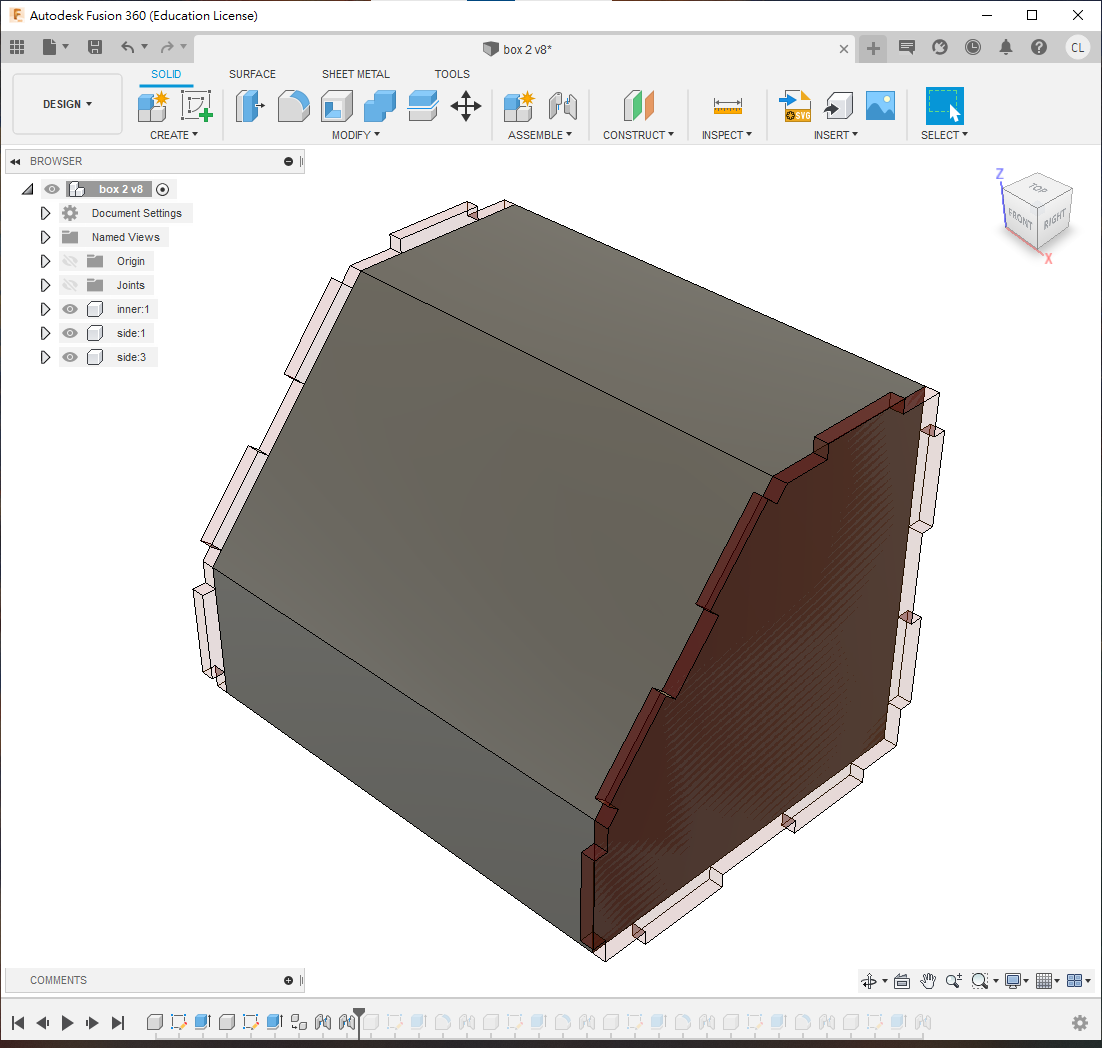 Autodesk Fusion 360 (Education License)
box 2 v8*
CL
SOLID SURFACE SHEET METAL TOOLS
DESIGN
CREATE MODIFY ASSEMBLE CONSTRUCT INSPECT INSERT SELECT
SVG
BROWSER
box 2 v8
Document Settings
Named Views
Origin
Joints
inner:1
side:1
side:3
Z
TOP
FRONT
RIGHT
X
COMMENTS